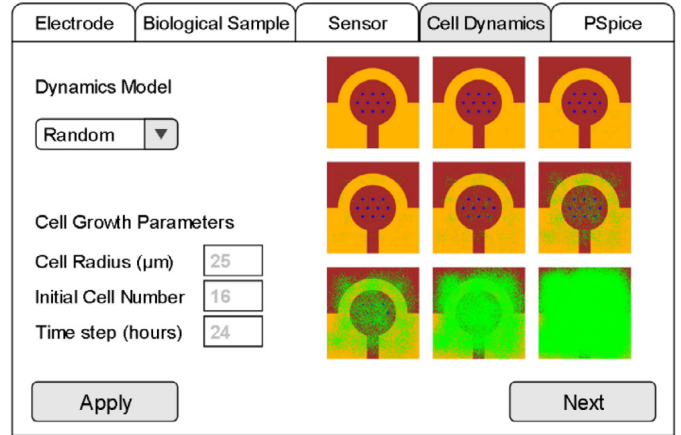 Electrode Biological Sample Sensor Cell Dynamics PSpice
Dynamics Model
Random
Cell Growth Parameters
Cell Radius (µm) 25
Initial Cell Number 16
Time step (hours) 24
Apply Next